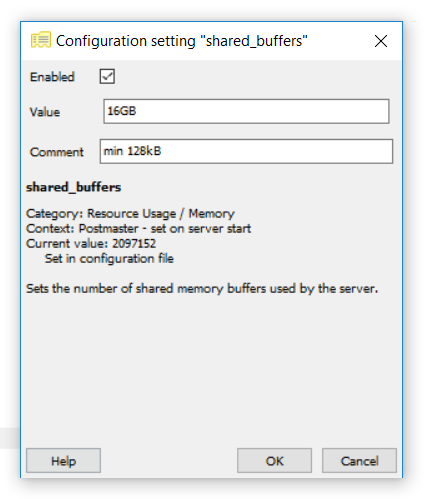 Configuration setting "shared_buffers"
Enabled
Value 16GB
Comment min 128kB
shared_buffers
Category: Resource Usage / Memory
Context: Postmaster - set on server start
Current value: 2097152
Set in configuration file
Sets the number of shared memory buffers used by the server.
Help OK Cancel